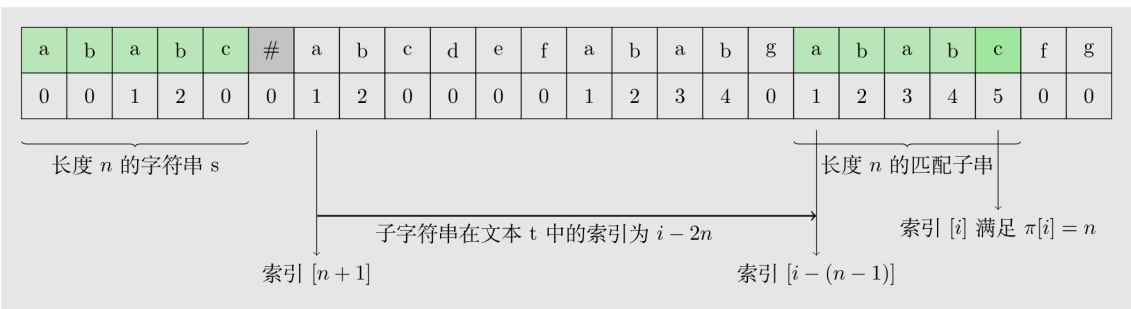 a b a b c # a b c d e f a b a b g a b a b c f g
0 0 1 2 0 0 1 2 0 0 0 0 1 2 3 4 0 1 2 3 4 5 0 0
长度 n 的字符串 s
长度 n 的匹配子串
子字符串在文本 t 中的索引为 i − 2n
索引 [i] 满足 π[i] = n
索引 [n + 1]
索引 [i − (n − 1)]